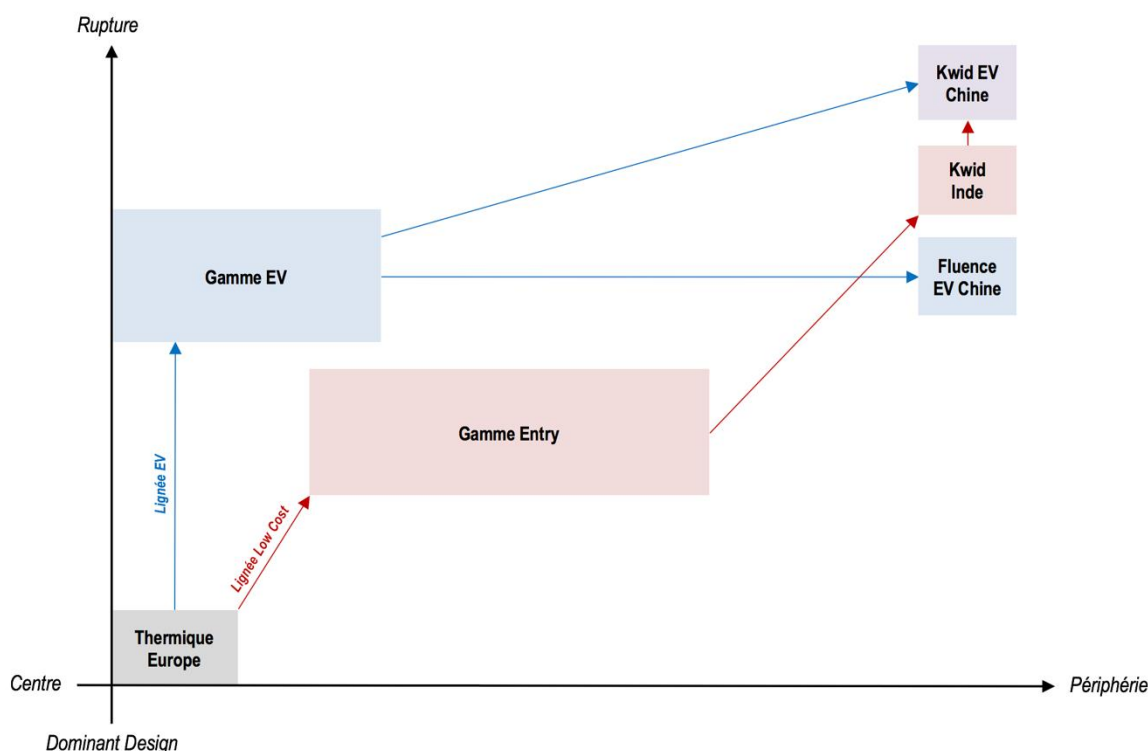 Rupture
Kwid EV
Chine
Kwid
Inde
Gamme EV
Fluence
EV Chine
Gamme Entry
Lignée EV
Lignée Low Cost
Thermique
Europe
Centre
Périphérie
Dominant Design